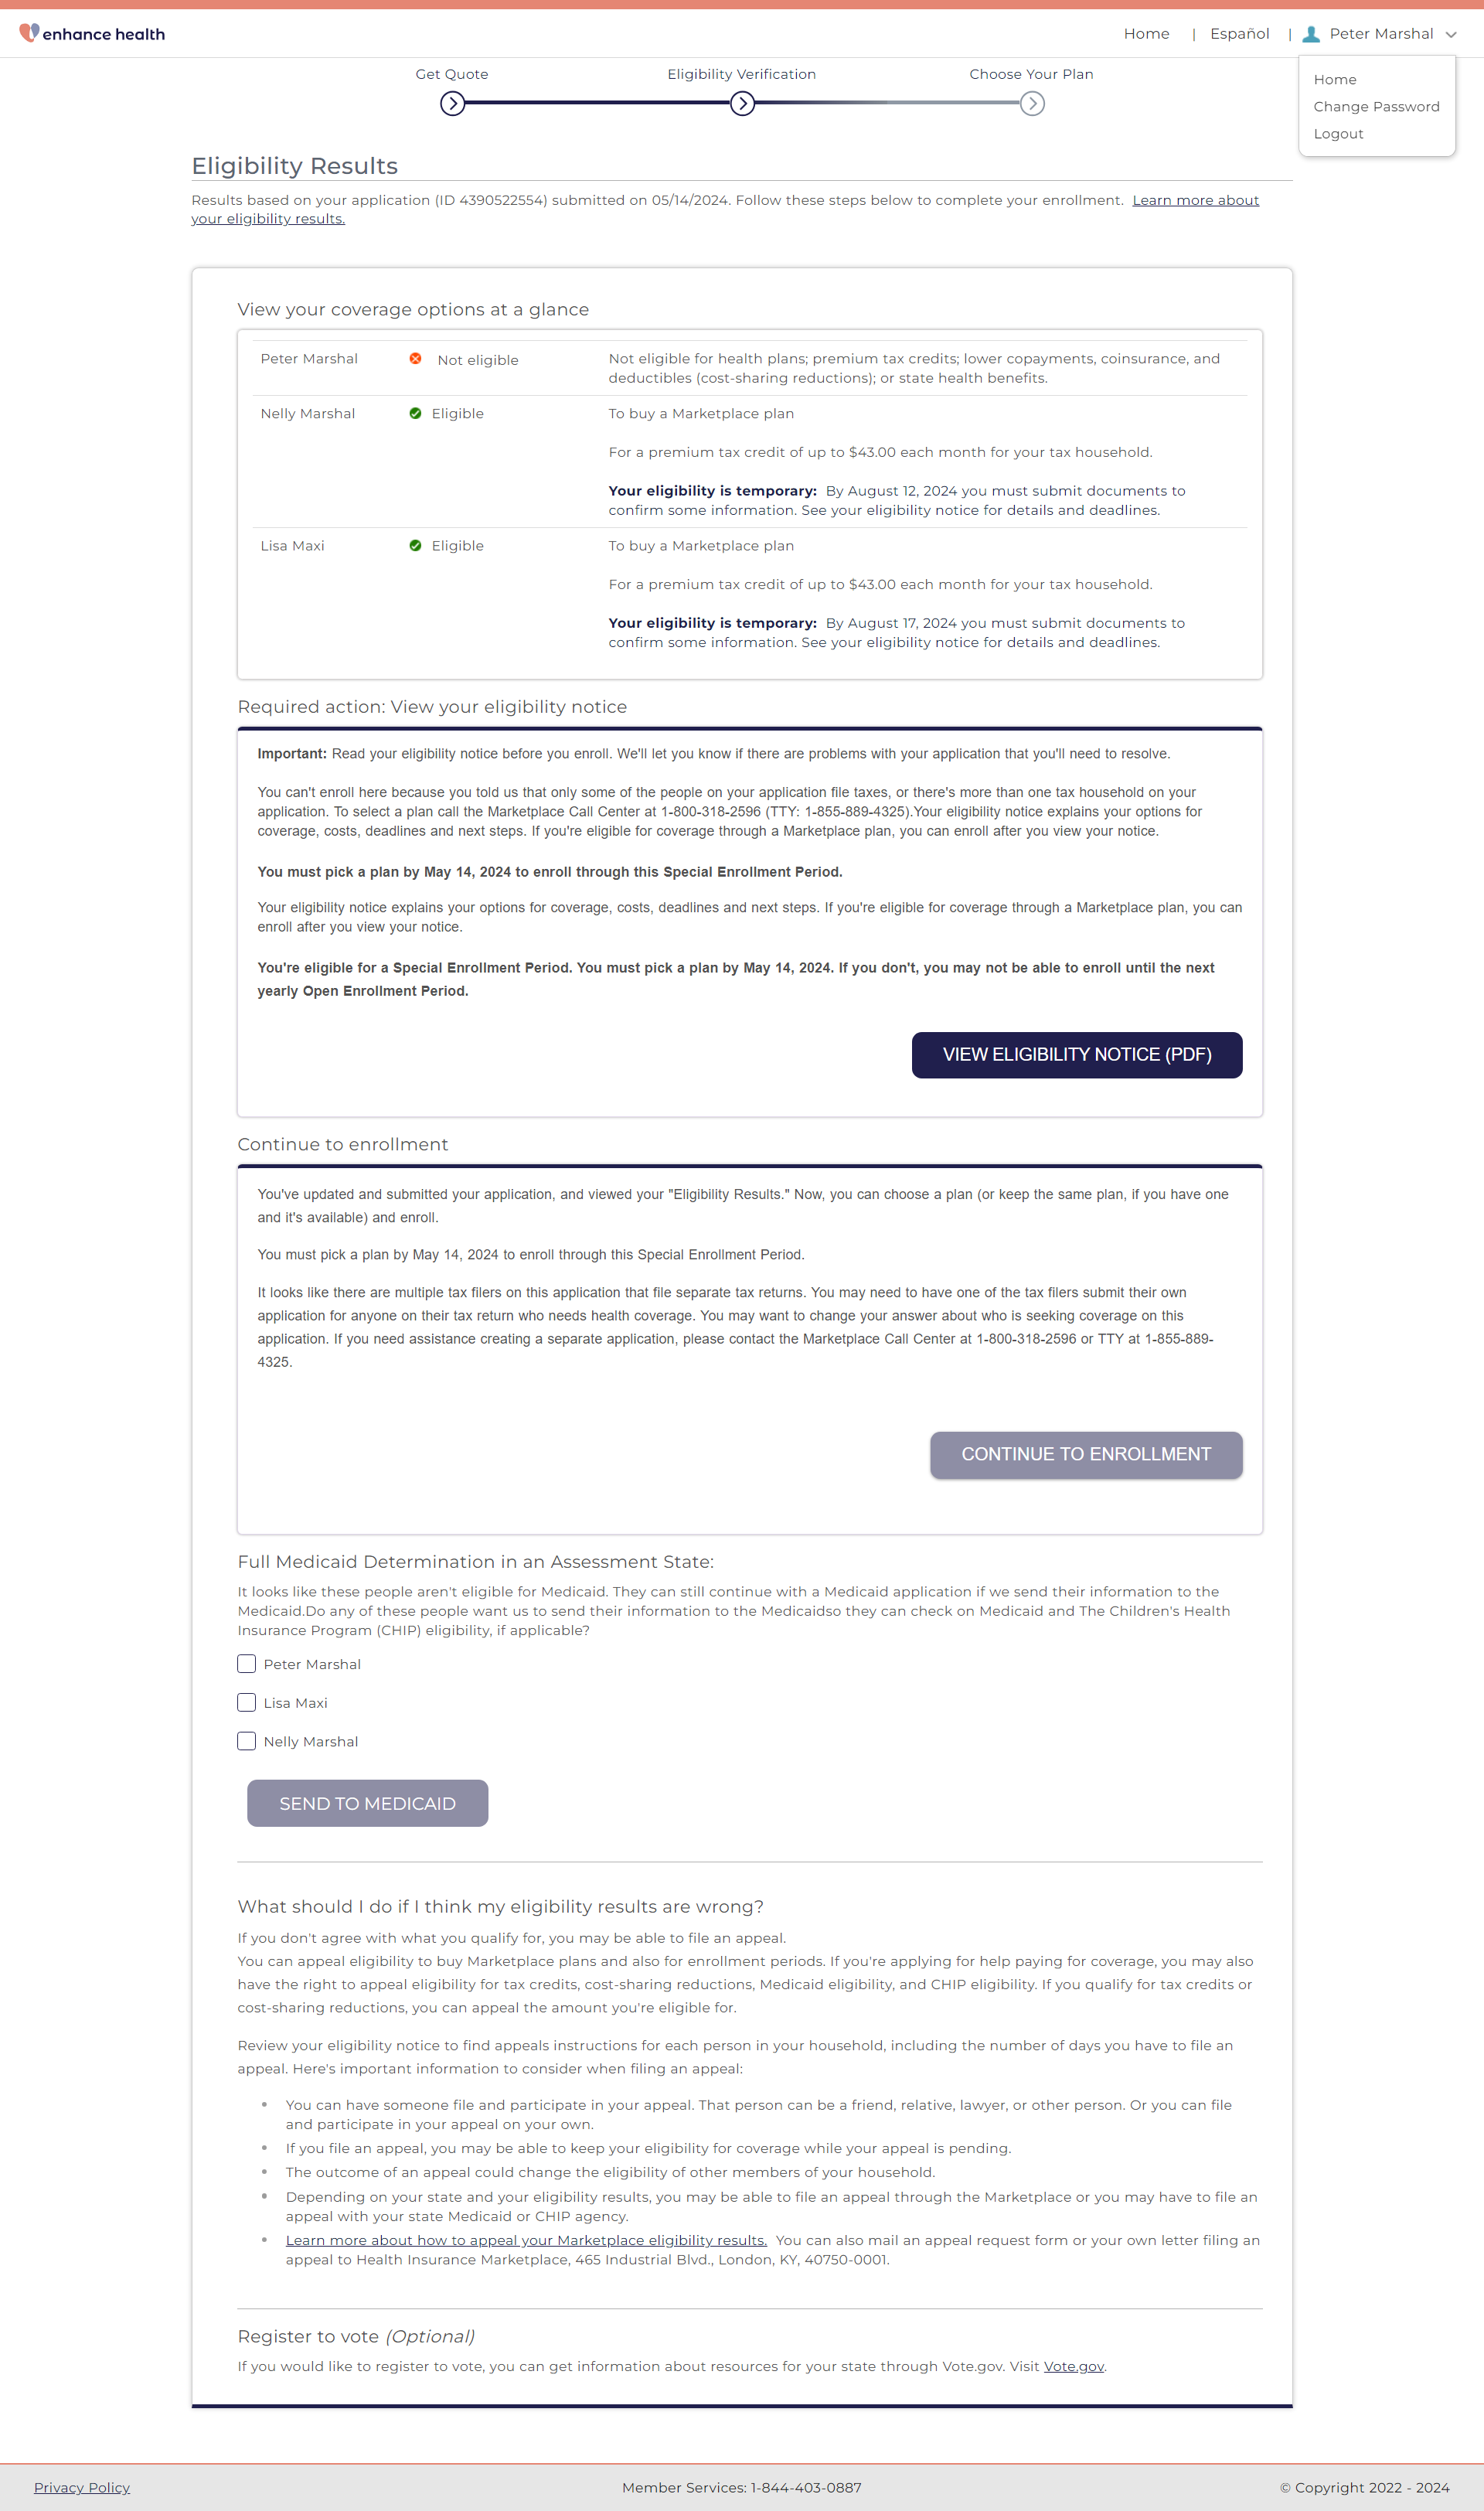 enhance health
Home | Español | Peter Marshal
Home
Change Password
Logout
Get Quote
Eligibility Verification
Choose Your Plan
Eligibility Results
Results based on your application (ID 4390522554) submitted on 05/14/2024. Follow these steps below to complete your enrollment. Learn more about
your eligibility results.
View your coverage options at a glance
Peter Marshal Not eligible Not eligible for health plans; premium tax credits; lower copayments, coinsurance, and
deductibles (cost-sharing reductions); or state health benefits.
Nelly Marshal Eligible To buy a Marketplace plan
For a premium tax credit of up to $43.00 each month for your tax household.
Your eligibility is temporary: By August 12, 2024 you must submit documents to
confirm some information. See your eligibility notice for details and deadlines.
Lisa Maxi Eligible To buy a Marketplace plan
For a premium tax credit of up to $43.00 each month for your tax household.
Your eligibility is temporary: By August 17, 2024 you must submit documents to
confirm some information. See your eligibility notice for details and deadlines.
Required action: View your eligibility notice
Important: Read your eligibility notice before you enroll. We'll let you know if there are problems with your application that you'll need to resolve.
You can't enroll here because you told us that only some of the people on your application file taxes, or there's more than one tax household on your
application. To select a plan call the Marketplace Call Center at 1-800-318-2596 (TTY: 1-855-889-4325).Your eligibility notice explains your options for
coverage, costs, deadlines and next steps. If you're eligible for coverage through a Marketplace plan, you can enroll after you view your notice.
You must pick a plan by May 14, 2024 to enroll through this Special Enrollment Period.
Your eligibility notice explains your options for coverage, costs, deadlines and next steps. If you're eligible for coverage through a Marketplace plan, you can
enroll after you view your notice.
You're eligible for a Special Enrollment Period. You must pick a plan by May 14, 2024. If you don't, you may not be able to enroll until the next
yearly Open Enrollment Period.
VIEW ELIGIBILITY NOTICE (PDF)
Continue to enrollment
You've updated and submitted your application, and viewed your "Eligibility Results." Now, you can choose a plan (or keep the same plan, if you have one
and it's available) and enroll.
You must pick a plan by May 14, 2024 to enroll through this Special Enrollment Period.
It looks like there are multiple tax filers on this application that file separate tax returns. You may need to have one of the tax filers submit their own
application for anyone on their tax return who needs health coverage. You may want to change your answer about who is seeking coverage on this
application. If you need assistance creating a separate application, please contact the Marketplace Call Center at 1-800-318-2596 or TTY at 1-855-889-
4325.
CONTINUE TO ENROLLMENT
Full Medicaid Determination in an Assessment State:
It looks like these people aren't eligible for Medicaid. They can still continue with a Medicaid application if we send their information to the
Medicaid.Do any of these people want us to send their information to the Medicaidso they can check on Medicaid and The Children's Health
Insurance Program (CHIP) eligibility, if applicable?
Peter Marshal
Lisa Maxi
Nelly Marshal
SEND TO MEDICAID
What should I do if I think my eligibility results are wrong?
If you don't agree with what you qualify for, you may be able to file an appeal.
You can appeal eligibility to buy Marketplace plans and also for enrollment periods. If you're applying for help paying for coverage, you may also
have the right to appeal eligibility for tax credits, cost-sharing reductions, Medicaid eligibility, and CHIP eligibility. If you qualify for tax credits or
cost-sharing reductions, you can appeal the amount you're eligible for.
Review your eligibility notice to find appeals instructions for each person in your household, including the number of days you have to file an
appeal. Here's important information to consider when filing an appeal:
• You can have someone file and participate in your appeal. That person can be a friend, relative, lawyer, or other person. Or you can file
and participate in your appeal on your own.
• If you file an appeal, you may be able to keep your eligibility for coverage while your appeal is pending.
• The outcome of an appeal could change the eligibility of other members of your household.
• Depending on your state and your eligibility results, you may be able to file an appeal through the Marketplace or you may have to file an
appeal with your state Medicaid or CHIP agency.
• Learn more about how to appeal your Marketplace eligibility results. You can also mail an appeal request form or your own letter filing an
appeal to Health Insurance Marketplace, 465 Industrial Blvd., London, KY, 40750-0001.
Register to vote (Optional)
If you would like to register to vote, you can get information about resources for your state through Vote.gov. Visit Vote.gov.
Privacy Policy
Member Services: 1-844-403-0887
© Copyright 2022 - 2024